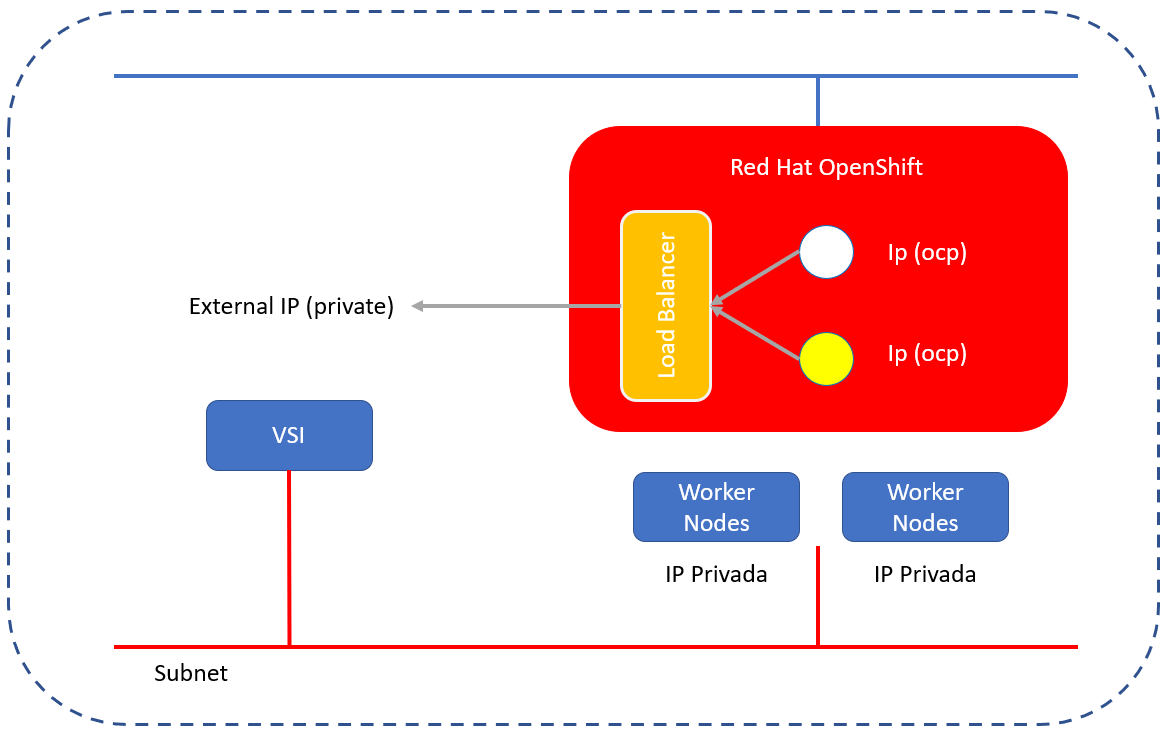 Red Hat OpenShift
Load Balancer
Ip (ocp)
External IP (private)
Ip (ocp)
VSI
Worker
Nodes
Worker
Nodes
IP Privada
IP Privada
Subnet